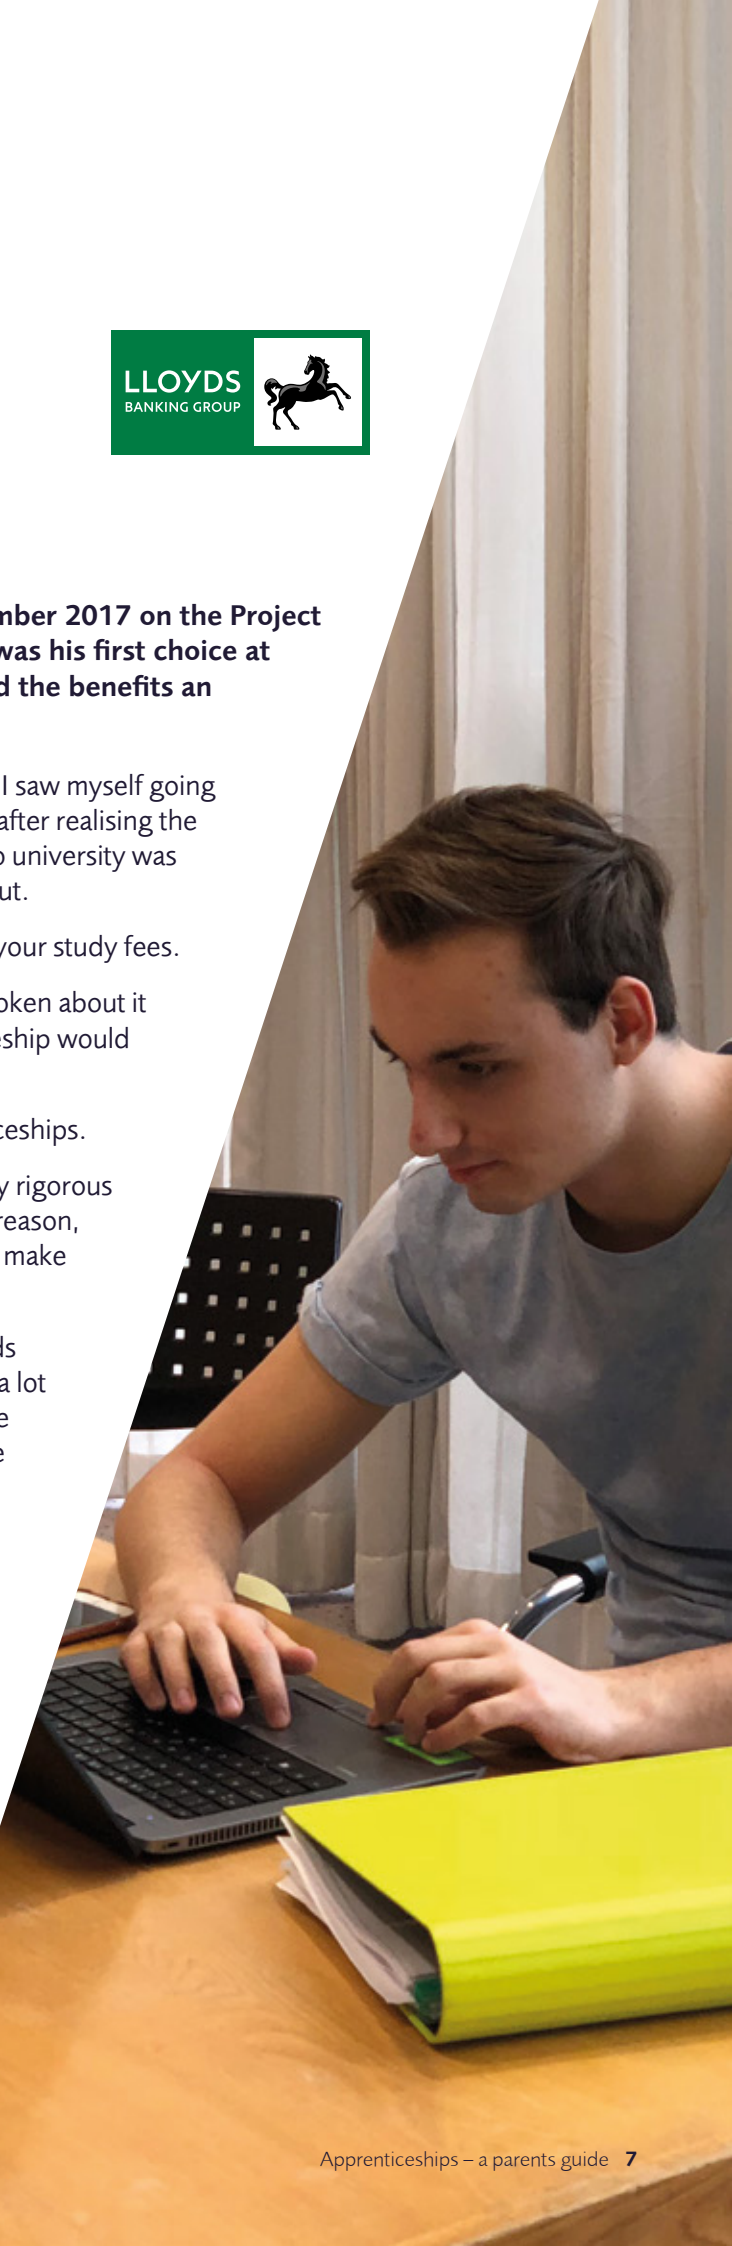 LLOYDS
BANKING GROUP
mber 2017 on the Project
was his first choice at
d the benefits an
I saw myself going
after realising the
o university was
ut.
your study fees.
oken about it
eship would
ceships.
y rigorous
reason,
make
ds
a lot
e
e
Apprenticeships – a parents guide 7